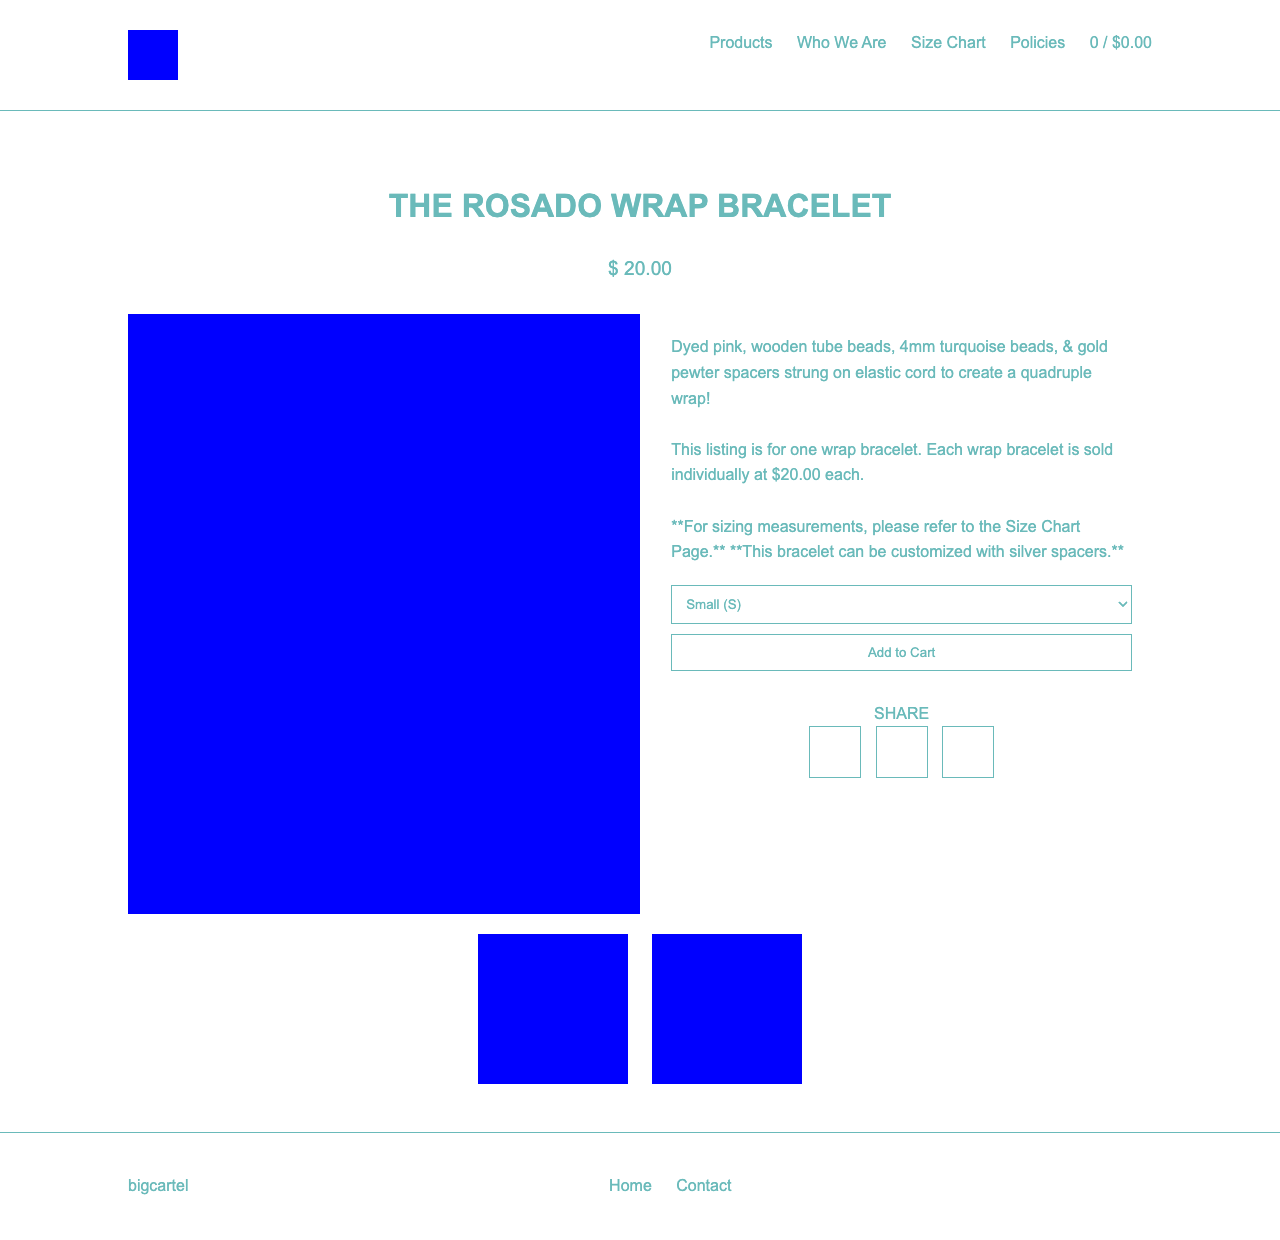 Products Who We Are Size Chart Policies 0 / $0.00
THE ROSADO WRAP BRACELET
$ 20.00
Dyed pink, wooden tube beads, 4mm turquoise beads, & gold
pewter spacers strung on elastic cord to create a quadruple
wrap!
This listing is for one wrap bracelet. Each wrap bracelet is sold
individually at $20.00 each.
**For sizing measurements, please refer to the Size Chart
Page.** **This bracelet can be customized with silver spacers.**
Small (S)
Add to Cart
SHARE
bigcartel Home Contact